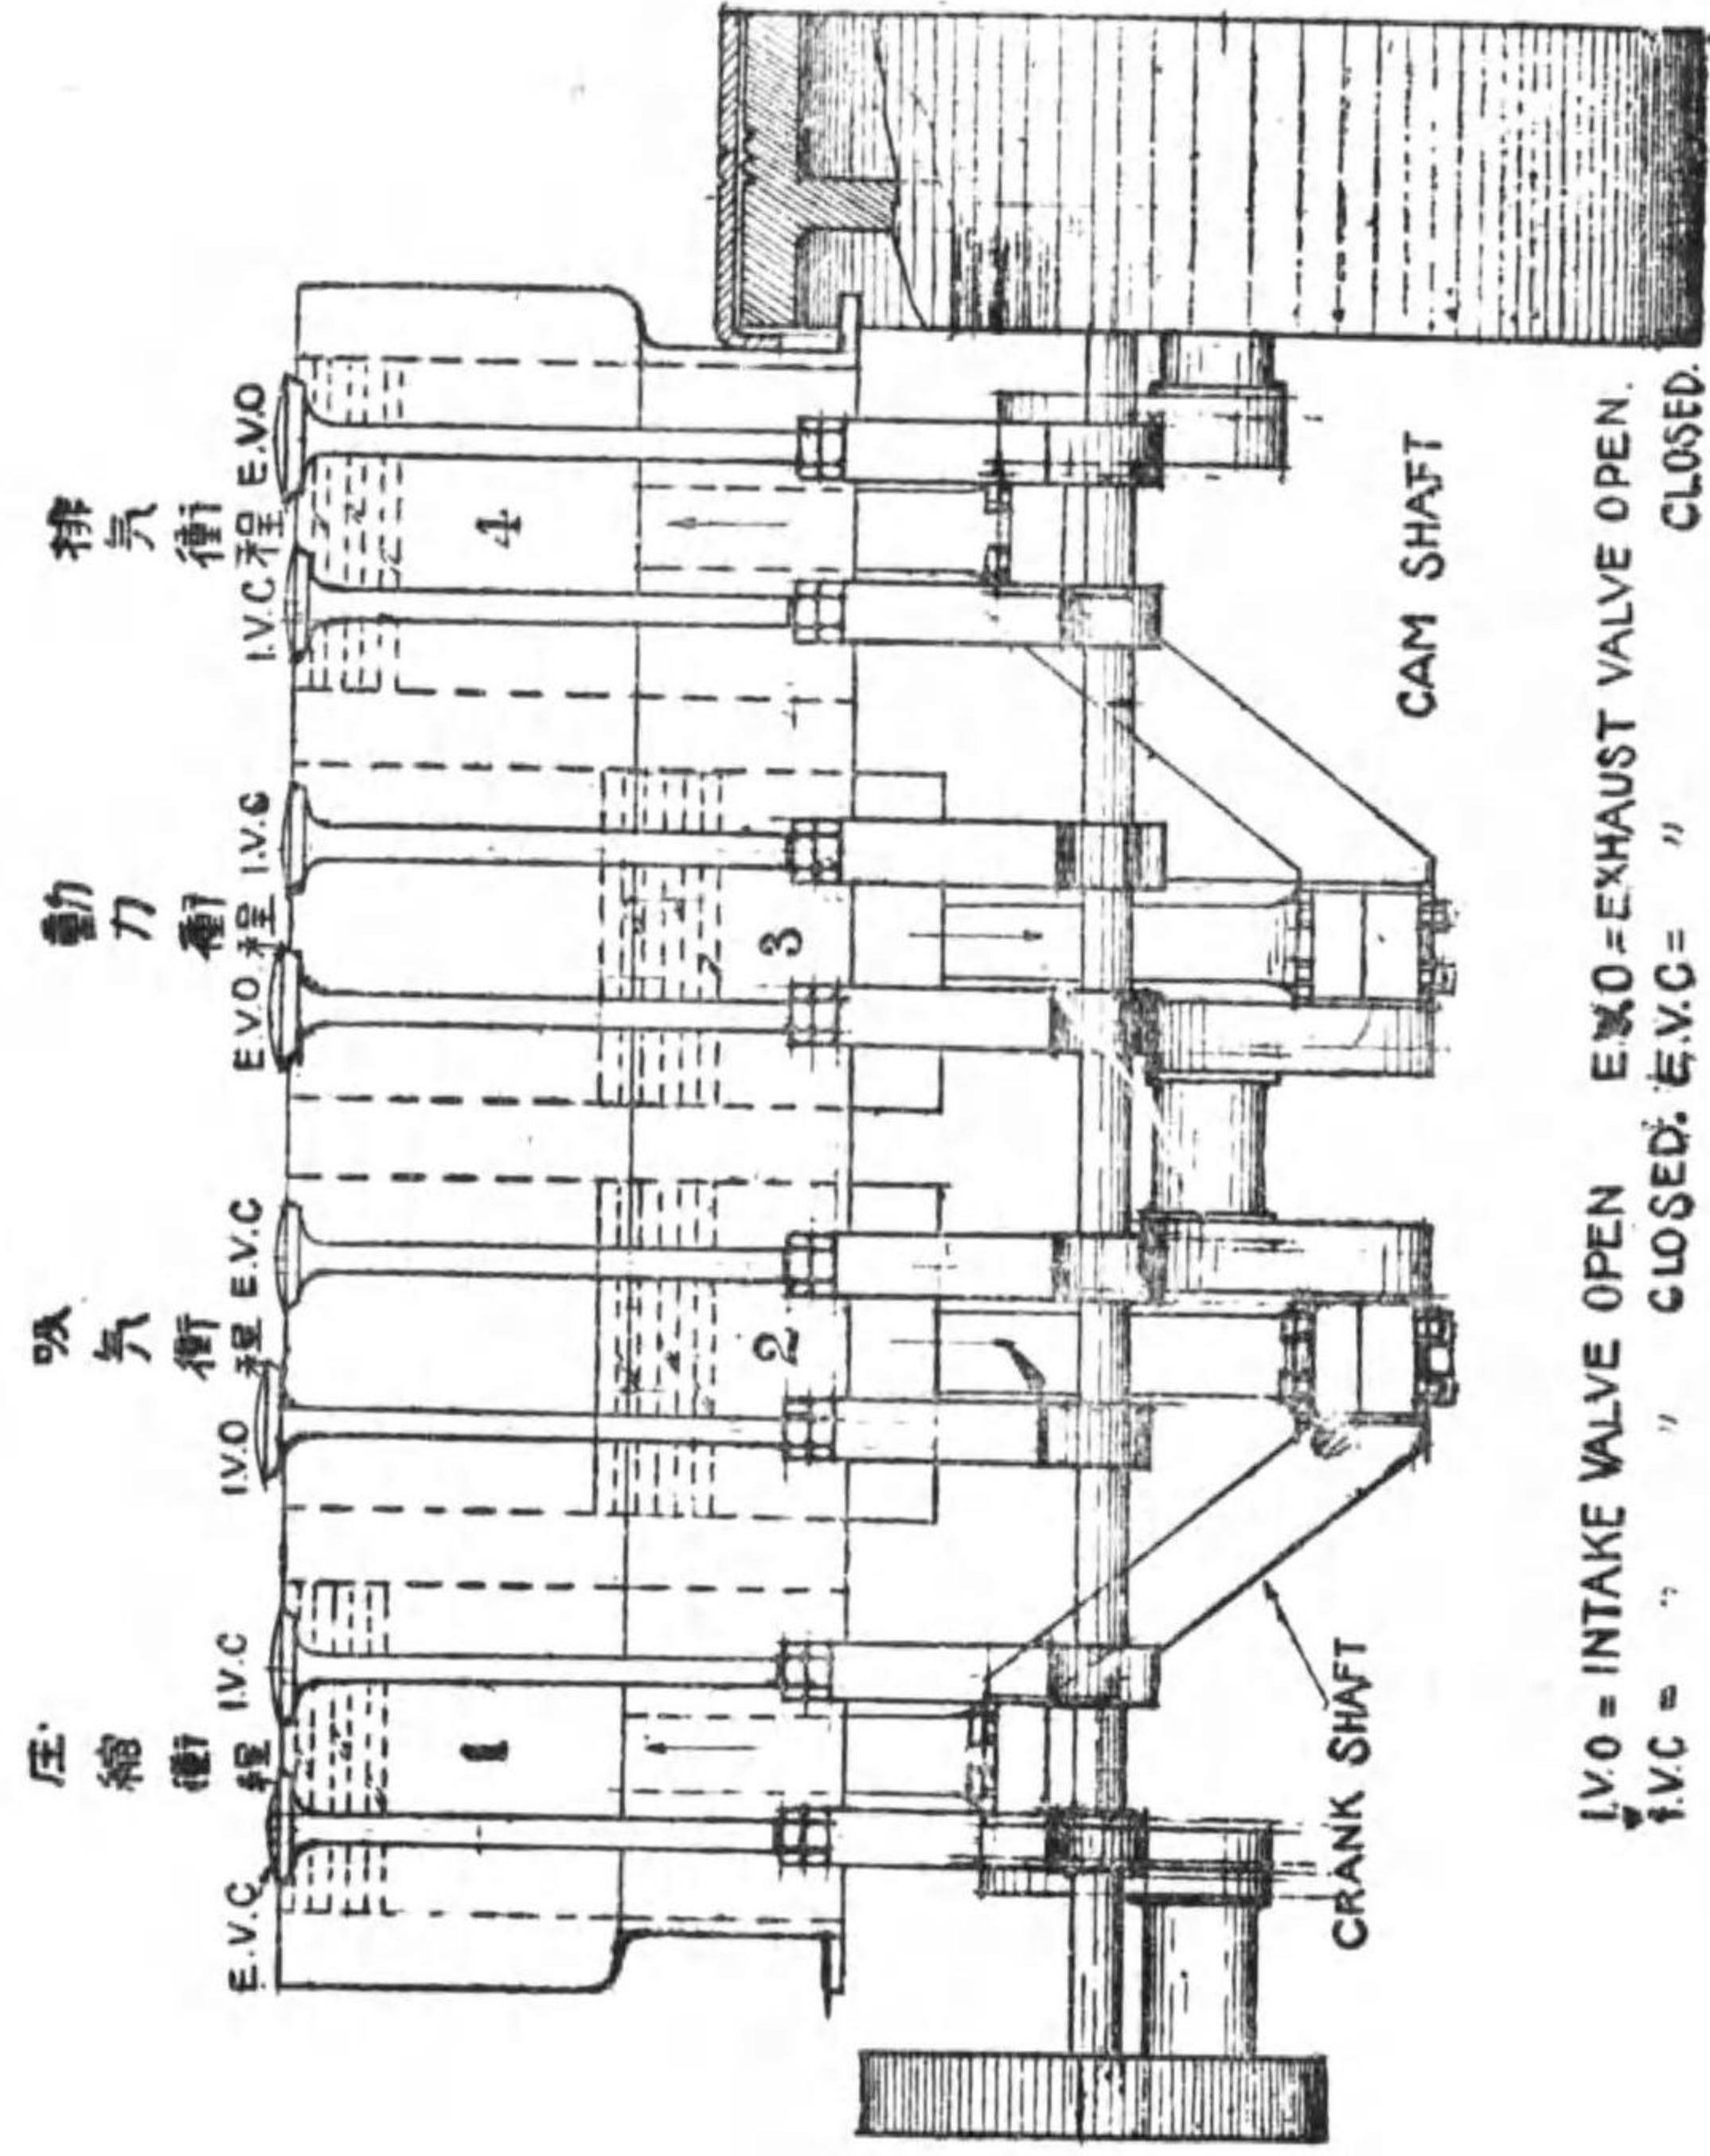 圧縮衝程
吸気衝程
動力衝程
排気衝程
E.V.C
I.V.C
I.V.O
E.V.C
E.V.O
I.V.C
I.V.C
E.V.O
1
2
3
4
CRANK SHAFT
CAM SHAFT
I.V.O = INTAKE VALVE OPEN E.V.O = EXHAUST VALVE OPEN.
I.V.C = " " CLOSED. E.V.C = " CLOSED.